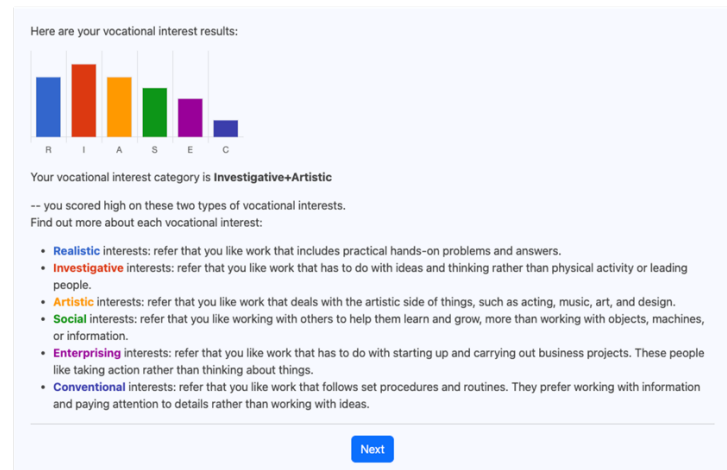 Here are your vocational interest results:
R I A S E C
Your vocational interest category is Investigative+Artistic
-- you scored high on these two types of vocational interests.
Find out more about each vocational interest:
• Realistic interests: refer that you like work that includes practical hands-on problems and answers.
• Investigative interests: refer that you like work that has to do with ideas and thinking rather than physical activity or leading
people.
• Artistic interests: refer that you like work that deals with the artistic side of things, such as acting, music, art, and design.
• Social interests: refer that you like working with others to help them learn and grow, more than working with objects, machines,
or information.
• Enterprising interests: refer that you like work that has to do with starting up and carrying out business projects. These people
like taking action rather than thinking about things.
• Conventional interests: refer that you like work that follows set procedures and routines. They prefer working with information
and paying attention to details rather than working with ideas.
Next